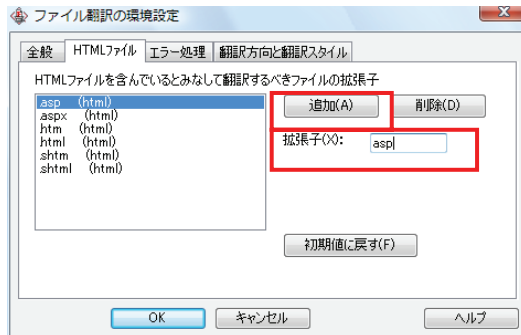 ファイル翻訳の環境設定
全般 HTMLファイル エラー処理 翻訳方向と翻訳スタイル
HTMLファイルを含んでいるとみなして翻訳するべきファイルの拡張子
.asp (html)
.aspx (html)
.htm (html)
.html (html)
.shtm (html)
.shtml (html)
追加(A) 削除(D)
拡張子(X): asp
初期値に戻す(F)
OK キャンセル ヘルプ